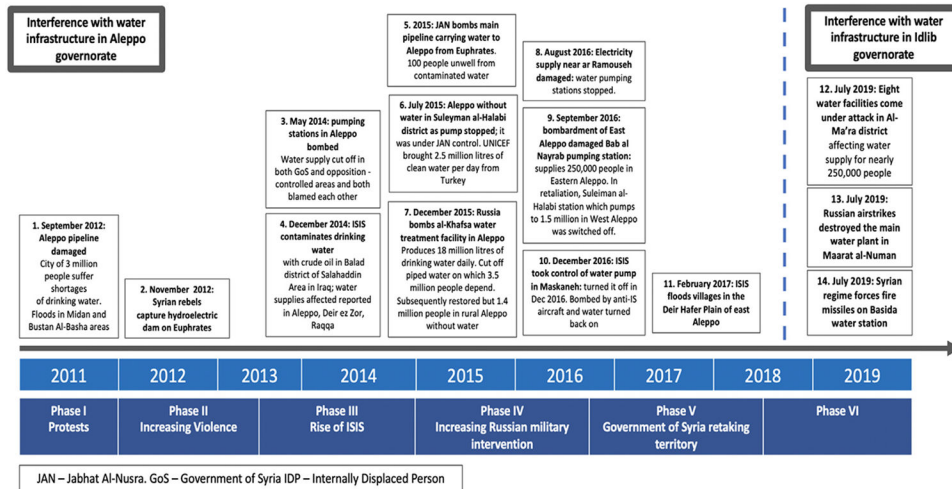 Interference with water
infrastructure in Aleppo
governorate
1. September 2012:
Aleppo pipeline
damaged
City of 3 million
people suffer
shortages
of drinking water.
Floods in Midan and
Bustan Al-Basha areas
2. November 2012:
Syrian rebels
capture hydroelectric
dam on Euphrates
3. May 2014: pumping
stations in Aleppo
bombed
Water supply cut off in
both GoS and opposition -
controlled areas and both
blamed each other
4. December 2014: ISIS
contaminates drinking
water
with crude oil in Balad
district of Salahaddin
Area in Iraq; water
supplies affected reported
in Aleppo, Deir ez Zor,
Raqqa
5. 2015: JAN bombs main
pipeline carrying water to
Aleppo from Euphrates.
100 people unwell from
contaminated water
6. July 2015: Aleppo without
water in Suleyman al-Halabi
district as pump stopped; it
was under JAN control. UNICEF
brought 2.5 million litres of
clean water per day from
Turkey
7. December 2015: Russia
bombs al-Khafsa water
treatment facility in Aleppo
Produces 18 million litres of
drinking water daily. Cut off
piped water on which 3.5
million people depend.
Subsequently restored but 1.4
million people in rural Aleppo
without water
8. August 2016: Electricity
supply near ar Ramouseh
damaged: water pumping
stations stopped.
9. September 2016:
bombardment of East
Aleppo damaged Bab al
Nayrab pumping station:
supplies 250,000 people in
Eastern Aleppo. In
retaliation, Suleiman al-
Halabi station which pumps
to 1.5 million in West Aleppo
was switched off.
10. December 2016: ISIS
took control of water pump
in Maskaneh: turned it off in
Dec 2016. Bombed by anti-IS
aircraft and water turned
back on
11. February 2017: ISIS
floods villages in the
Deir Hafer Plain of east
Aleppo
Interference with water
infrastructure in Idlib
governorate
12. July 2019: Eight
water facilities come
under attack in Al-
Ma'ra district
affecting water
supply for nearly
250,000 people
13. July 2019:
Russian airstrikes
destroyed the main
water plant in
Maarat al-Numan
14. July 2019: Syrian
regime forces fire
missiles on Basida
water station
2011 2012 2013 2014 2015 2016 2017 2018 2019
Phase I
Protests
Phase II
Increasing Violence
Phase III
Rise of ISIS
Phase IV
Increasing Russian military
intervention
Phase V
Government of Syria retaking
territory
Phase VI
JAN – Jabhat Al-Nusra. GoS – Government of Syria IDP – Internally Displaced Person